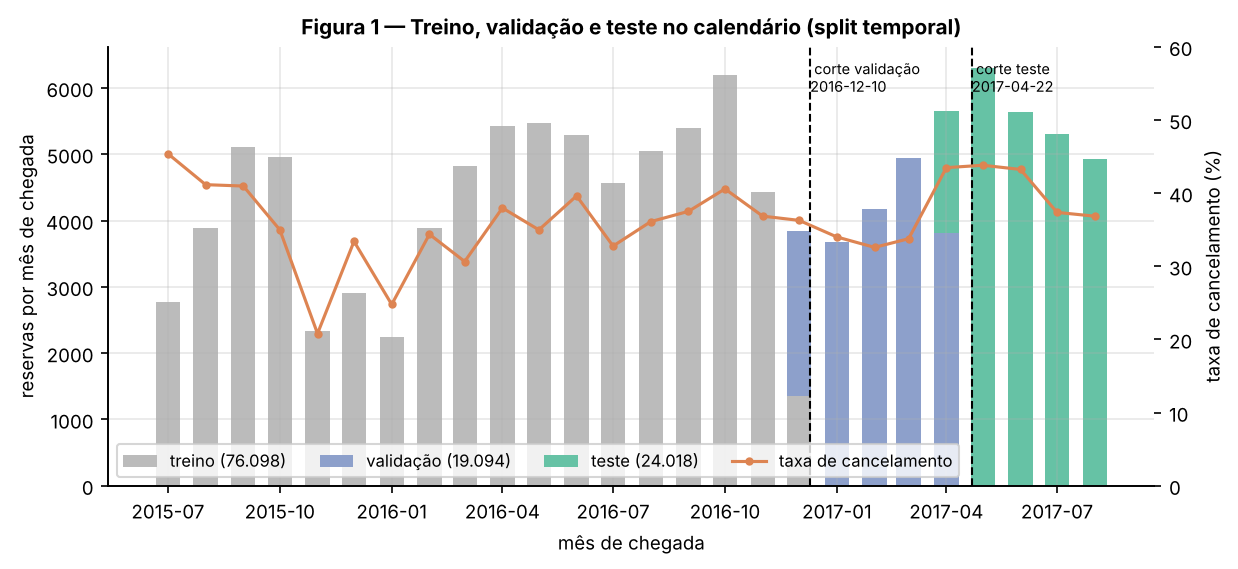 Figura 1 — Treino, validação e teste no calendário (split temporal)
reservas por mês de chegada
6000
5000
4000
3000
2000
1000
0
corte validação
2016-12-10
corte teste
2017-04-22
60
50
40
30
20
10
0
taxa de cancelamento (%)
treino (76.098)
validação (19.094)
teste (24.018)
taxa de cancelamento
2015-07
2015-10
2016-01
2016-04
2016-07
2016-10
2017-01
2017-04
2017-07
mês de chegada